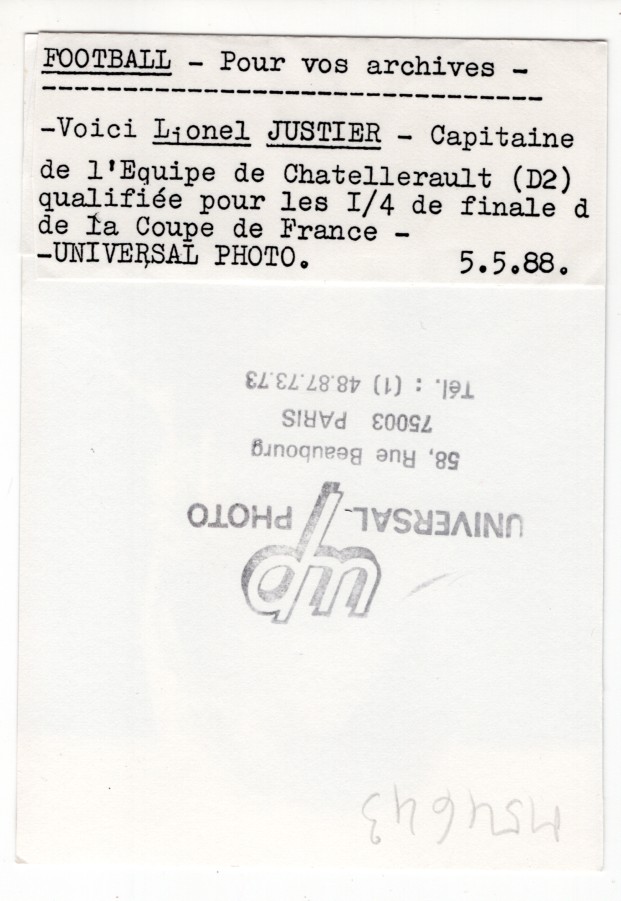 FOOTBALL - Pour vos archives -
-Voici Lionel JUSTIER - Capitaine
de l'Equipe de Chatellerault (D2)
qualifiée pour les I/4 de finale d
de la Coupe de France -
-UNIVERSAL PHOTO. 5.5.88.
up
UNIVERSAL PHOTO
58, Rue Beaubourg
75003 PARIS
Tél. : (1) 48.87.73.73